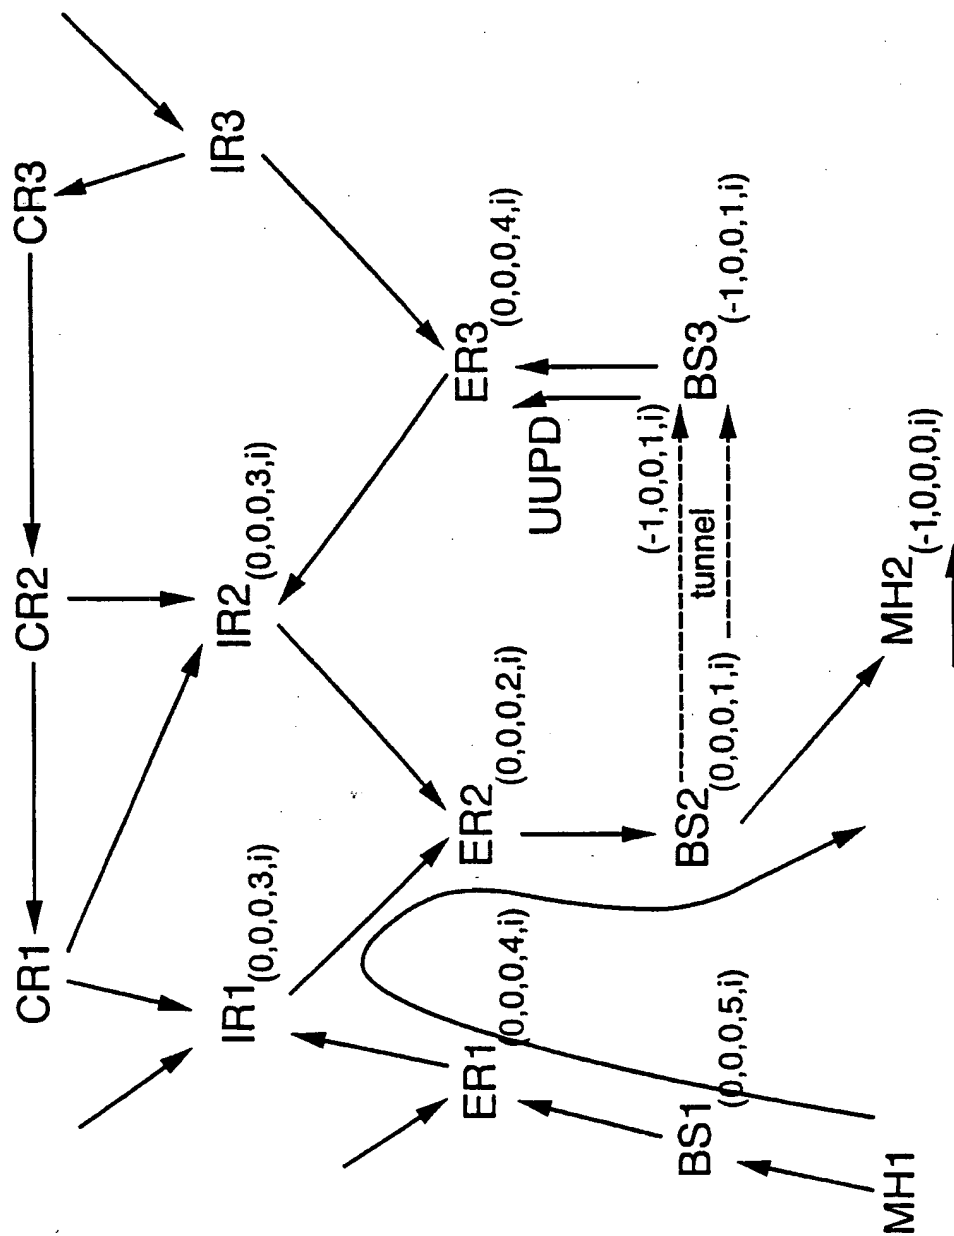 CR1
CR2
CR3
IR1(0,0,0,3,i)
IR2(0,0,0,3,i)
IR3
ER1(0,0,0,4,i)
ER2(0,0,0,2,i)
ER3(0,0,0,4,i)
UUPD
(-1,0,0,1,i)
tunnel
BS1(0,0,0,5,i)
BS2(0,0,0,1,i)
BS3(-1,0,0,1,i)
MH1
MH2(-1,0,0,0,i)